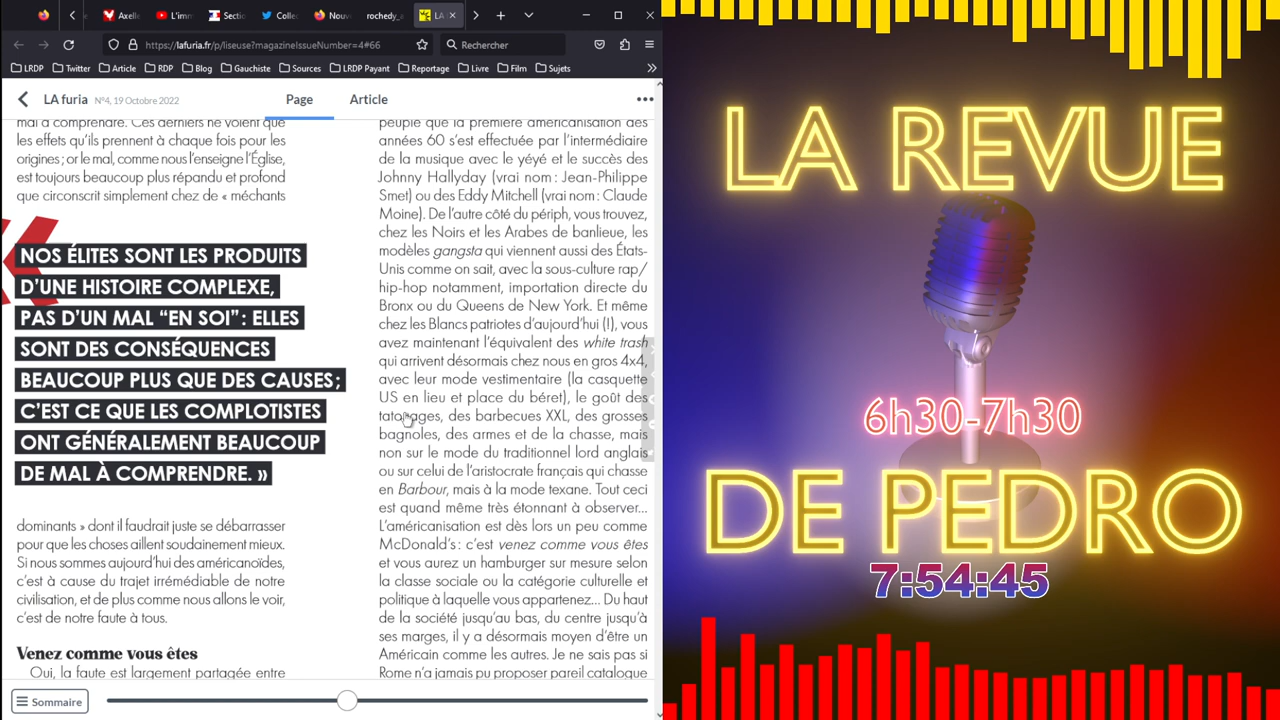 Axelle
L'imm
Section
Collec
Nouv
rochedy_
LA
https://lafuria.fr/p/liseuse?magazineIssueNumber=4#66
Rechercher
LRDP
Twitter
Article
RDP
Blog
Gauchiste
Sources
LRDP Payant
Reportage
Livre
Film
Sujets
LA furia N°4, 19 Octobre 2022
Page
Article
mal à comprendre. Ces derniers ne voient que
les effets qu'ils prennent à chaque fois pour les
origines ; or le mal, comme nous l'enseigne l'Église,
est toujours beaucoup plus répandu et profond
que circonscrit simplement chez de « méchants
NOS ÉLITES SONT LES PRODUITS
D'UNE HISTOIRE COMPLEXE,
PAS D'UN MAL “EN SOI” : ELLES
SONT DES CONSÉQUENCES
BEAUCOUP PLUS QUE DES CAUSES ;
C'EST CE QUE LES COMPLOTISTES
ONT GÉNÉRALEMENT BEAUCOUP
DE MAL À COMPRENDRE. »
dominants » dont il faudrait juste se débarrasser
pour que les choses aillent soudainement mieux.
Si nous sommes aujourd'hui des américanoïdes,
c'est à cause du trajet irrémédiable de notre
civilisation, et de plus comme nous allons le voir,
c'est de notre faute à tous.
Venez comme vous êtes
Oui, la faute est largement partagée entre
peuple que la première américanisation des
années 60 s'est effectuée par l'intermédiaire
de la musique avec le yéyé et le succès des
Johnny Hallyday (vrai nom : Jean-Philippe
Smet) ou des Eddy Mitchell (vrai nom : Claude
Moine). De l'autre côté du périph, vous trouvez,
chez les Noirs et les Arabes de banlieue, les
modèles gangsta qui viennent aussi des États-
Unis comme on sait, avec la sous-culture rap/
hip-hop notamment, importation directe du
Bronx ou du Queens de New York. Et même
chez les Blancs patriotes d'aujourd'hui (!), vous
avez maintenant l'équivalent des white trash
qui arrivent désormais chez nous en gros 4x4,
avec leur mode vestimentaire (la casquette
US en lieu et place du béret), le goût des
tatouages, des barbecues XXL, des grosses
bagnoles, des armes et de la chasse, mais
non sur le mode du traditionnel lord anglais
ou sur celui de l'aristocrate français qui chasse
en Barbour, mais à la mode texane. Tout ceci
est quand même très étonnant à observer...
L'américanisation est dès lors un peu comme
McDonald's : c'est venez comme vous êtes
et vous aurez un hamburger sur mesure selon
la classe sociale ou la catégorie culturelle et
politique à laquelle vous appartenez... Du haut
de la société jusqu'au bas, du centre jusqu'à
ses marges, il y a désormais moyen d'être un
Américain comme les autres. Je ne sais pas si
Rome n'a jamais pu proposer pareil catalogue
Sommaire
LA REVUE
6h30-7h30
DE PEDRO
7:54:45